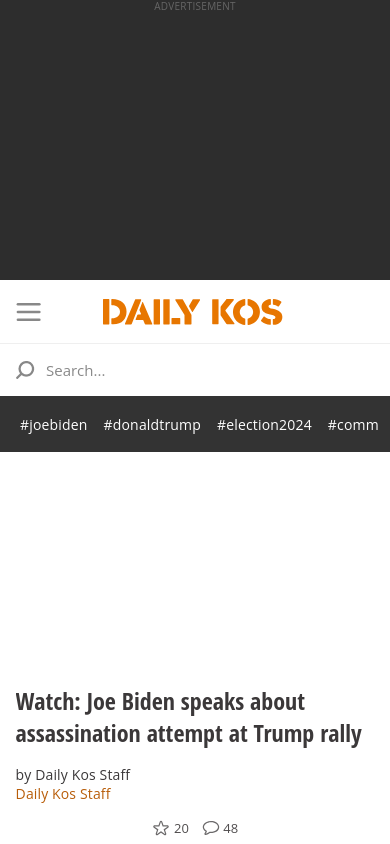 ADVERTISEMENT
DAILY KOS
Search...
#joebiden #donaldtrump #election2024 #comm
Watch: Joe Biden speaks about
assassination attempt at Trump rally
by Daily Kos Staff
Daily Kos Staff
20 48